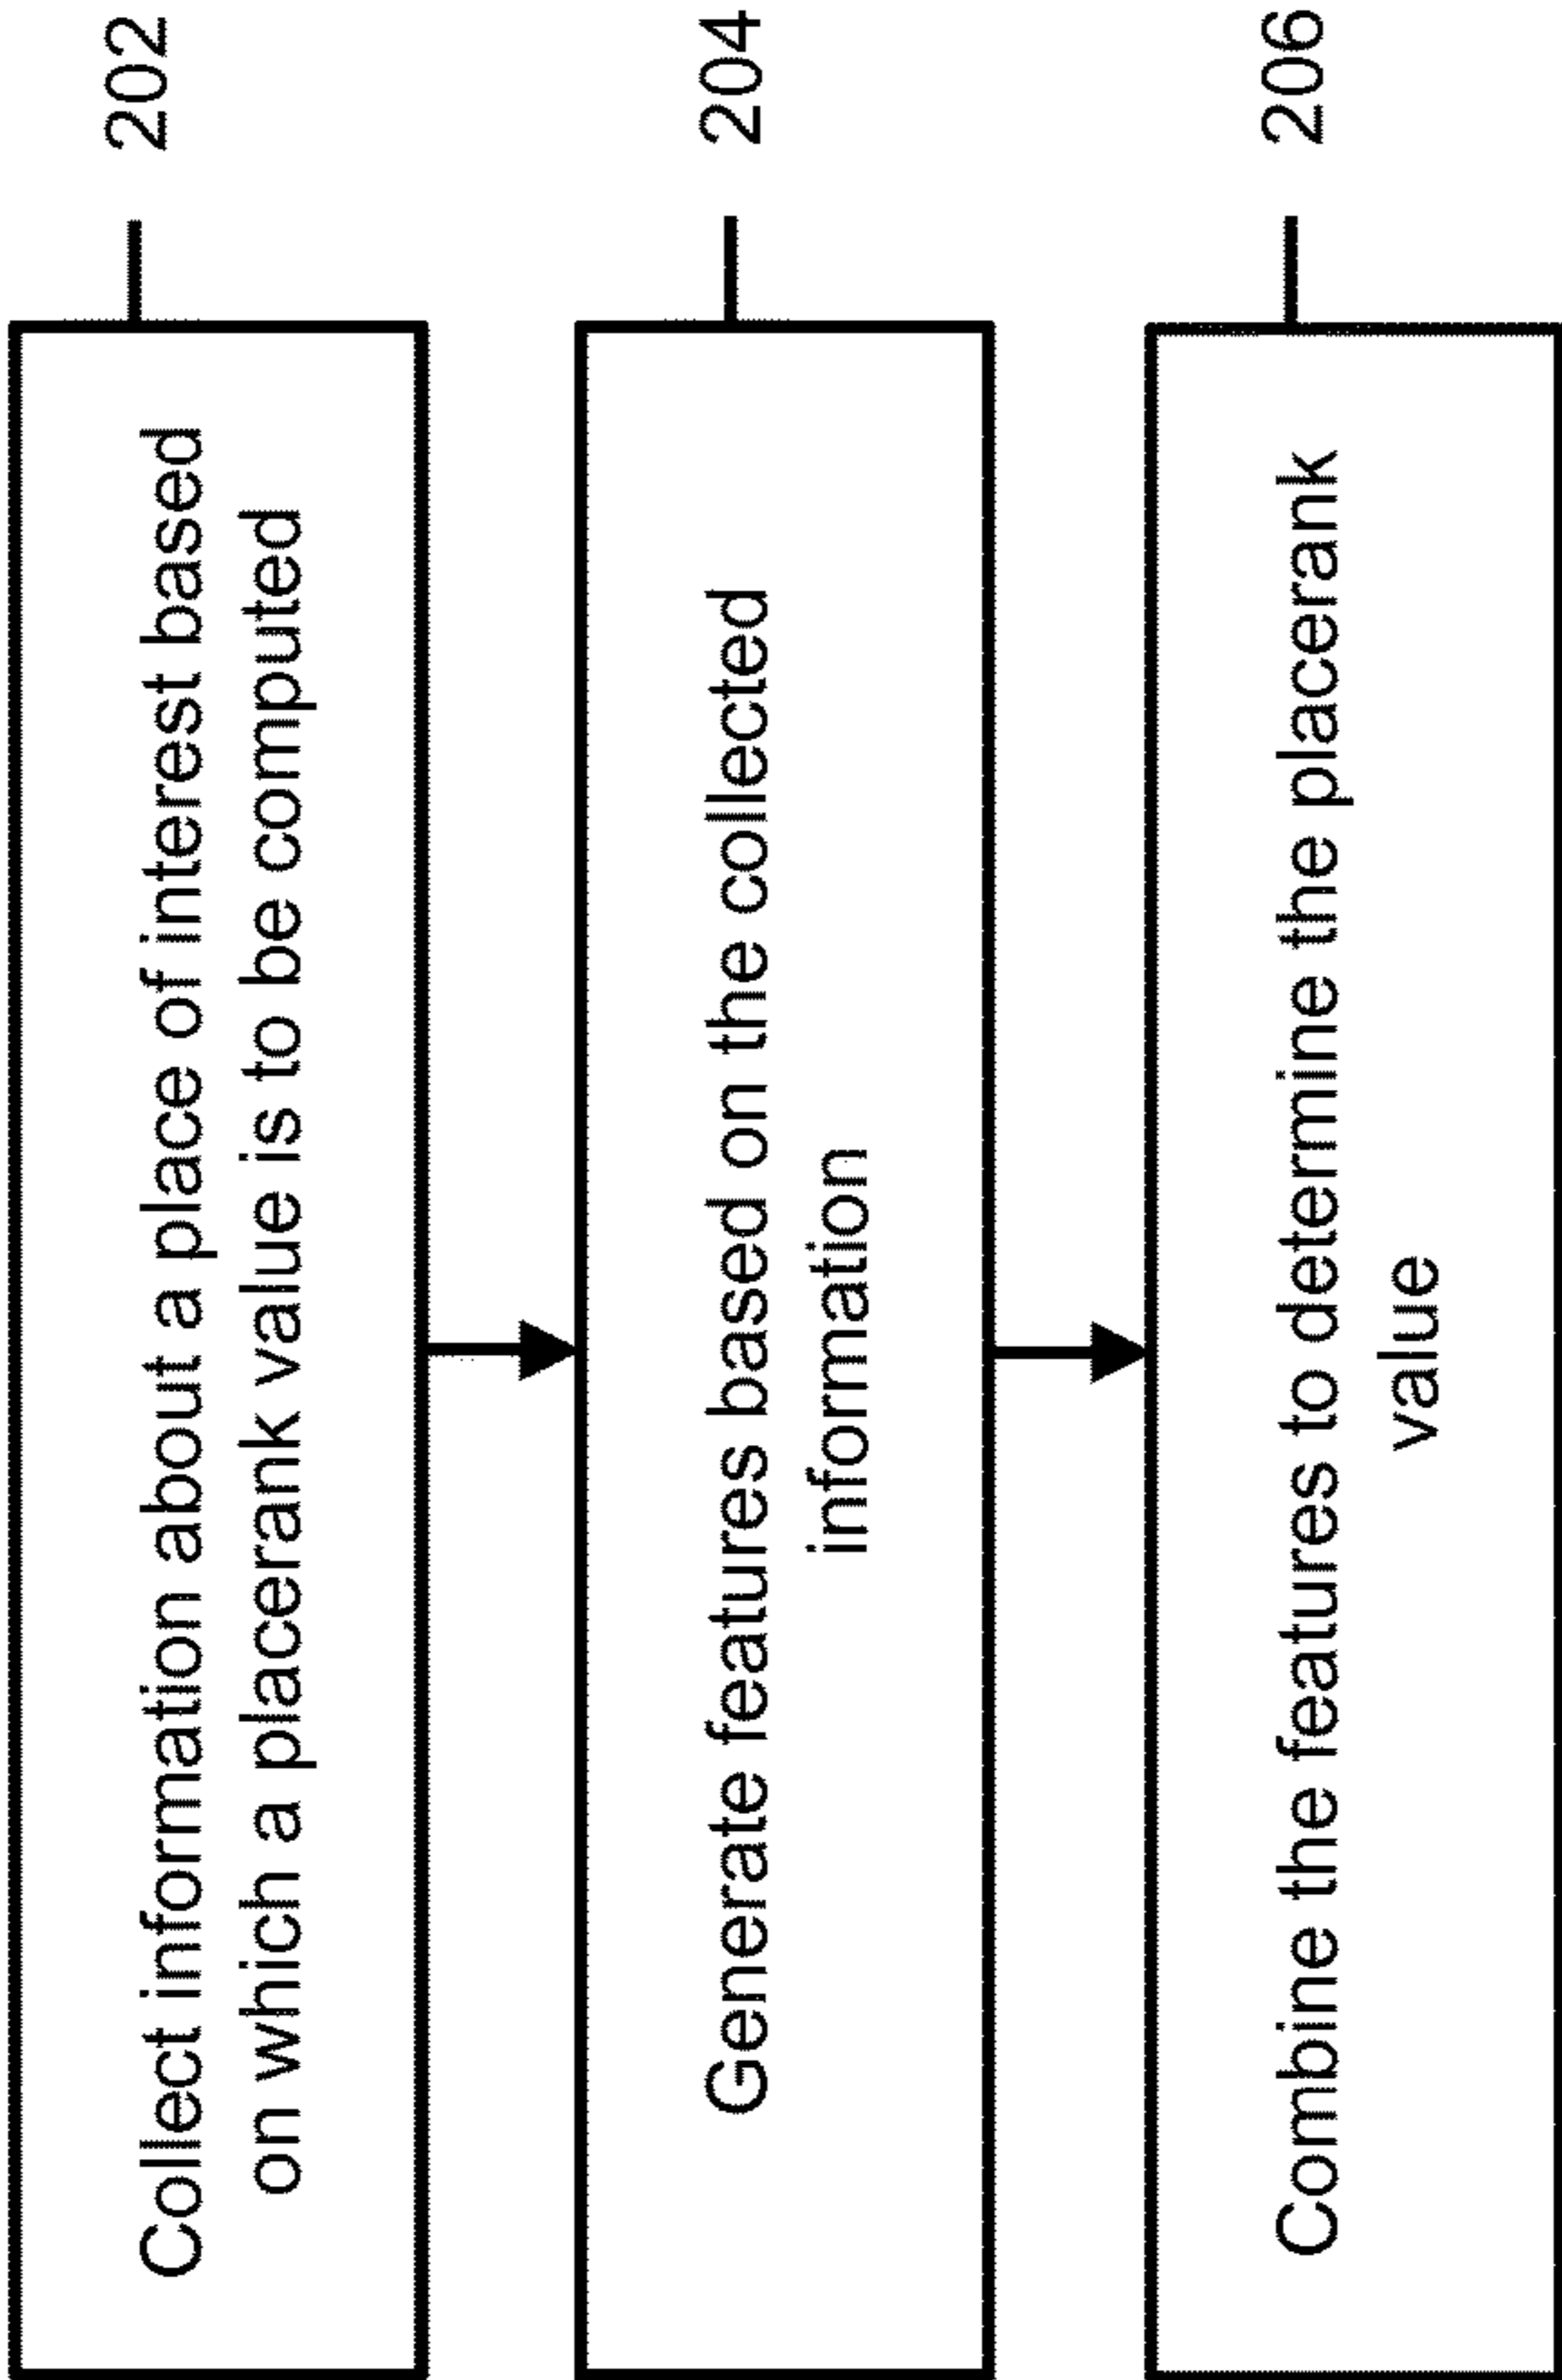 Collect information about a place of interest based
on which a placerank value is to be computed
202
Generate features based on the collected
information
204
Combine the features to determine the placerank
value
206